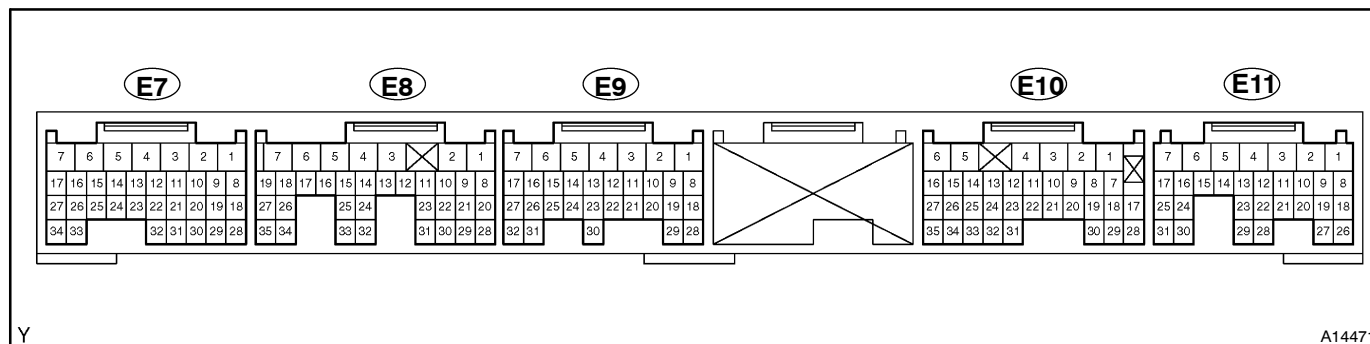 E7 E8 E9 E10 E11
7 6 5 4 3 2 1 7 6 5 4 3 2 1 7 6 5 4 3 2 1 6 5 4 3 2 1 7 6 5 4 3 2 1
17 16 15 14 13 12 11 10 9 8 19 18 17 16 15 14 13 12 11 10 9 8 17 16 15 14 13 12 11 10 9 8 16 15 14 13 12 11 10 9 8 7 17 16 15 14 13 12 11 10 9 8
27 26 25 24 23 22 21 20 19 18 27 26 25 24 23 22 21 20 27 26 25 24 23 22 21 20 19 18 27 26 25 24 23 22 21 20 19 18 17 25 24 23 22 21 20 19 18
34 33 32 31 30 29 28 35 34 33 32 31 30 29 28 32 31 30 29 28 35 34 33 32 31 30 29 28 31 30 29 28 27 26
Y A14471